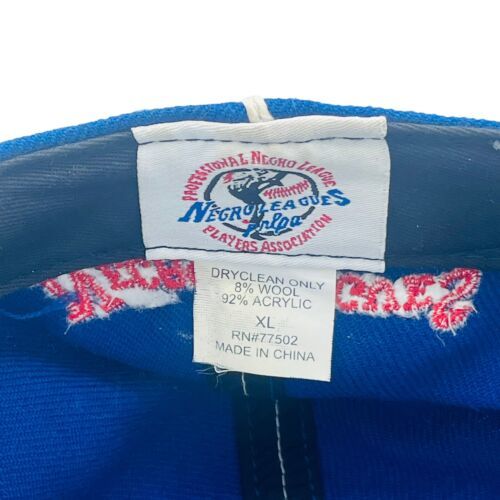 PROFESSIONAL NEGRO LEAGUE
NEGRO LEAGUES
pnlpa
PLAYERS ASSOCIATION
DRYCLEAN ONLY
8% WOOL
92% ACRYLIC
XL
RN#77502
MADE IN CHINA